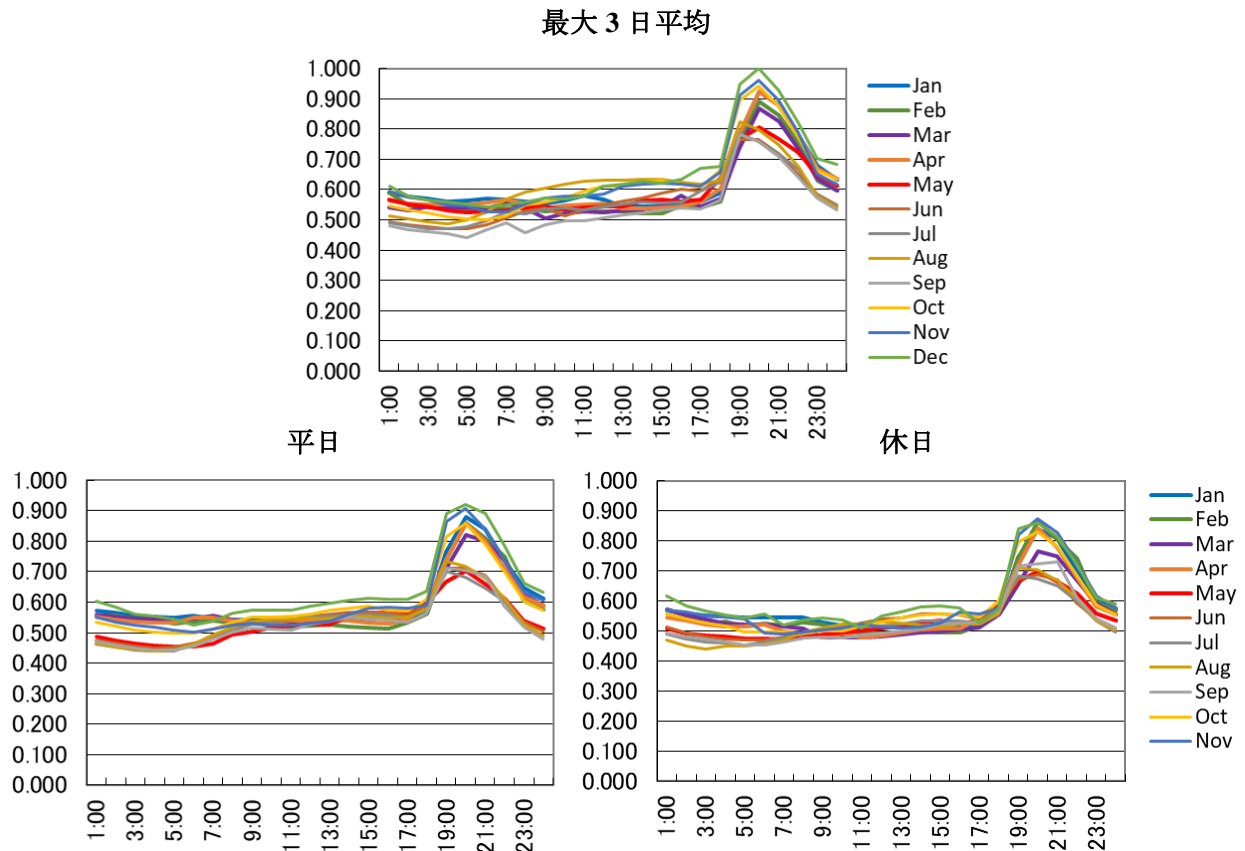 最大 3 日平均
1.000
0.900
0.800
0.700
0.600
0.500
0.400
0.300
0.200
0.100
0.000
1:00
3:00
5:00
7:00
9:00
11:00
13:00
15:00
17:00
19:00
21:00
23:00
Jan
Feb
Mar
Apr
May
Jun
Jul
Aug
Sep
Oct
Nov
Dec
平日
1.000
0.900
0.800
0.700
0.600
0.500
0.400
0.300
0.200
0.100
0.000
1:00
3:00
5:00
7:00
9:00
11:00
13:00
15:00
17:00
19:00
21:00
23:00
休日
1.000
0.900
0.800
0.700
0.600
0.500
0.400
0.300
0.200
0.100
0.000
1:00
3:00
5:00
7:00
9:00
11:00
13:00
15:00
17:00
19:00
21:00
23:00
Jan
Feb
Mar
Apr
May
Jun
Jul
Aug
Sep
Oct
Nov